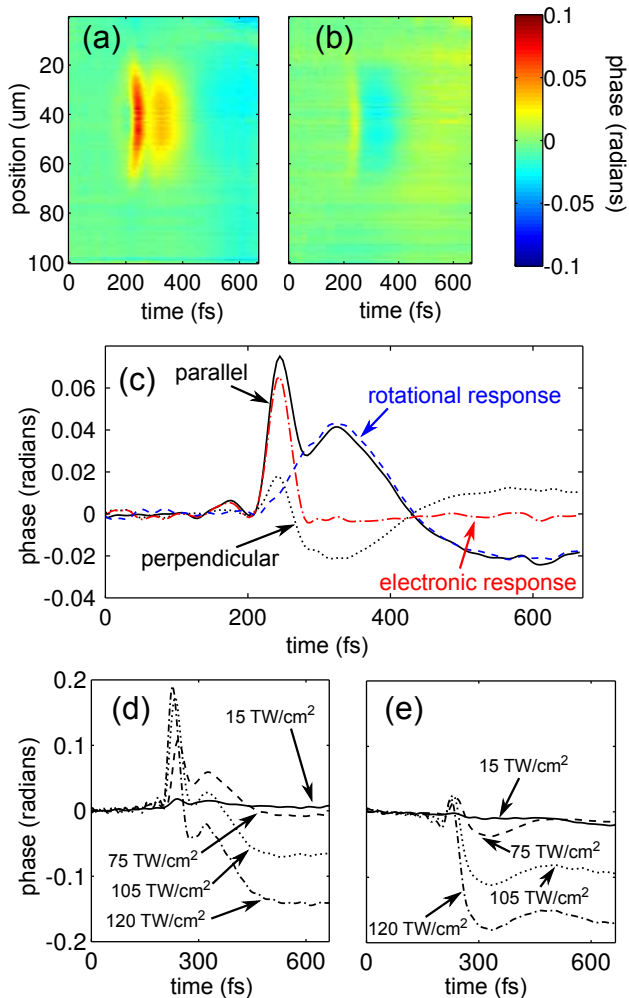 (a) (b)
0.1
0.05
0
-0.05
-0.1
phase (radians)
20
40
60
80
100
position (um)
0 200 400 600
time (fs)
0 200 400 600
time (fs)
(c)
parallel
rotational response
perpendicular
electronic response
0.06
0.04
0.02
0
-0.02
-0.04
phase (radians)
0 200 400 600
time (fs)
(d)
15 TW/cm²
75 TW/cm²
105 TW/cm²
120 TW/cm²
0.2
0.1
0
-0.1
-0.2
phase (radians)
0 300 600
time (fs)
(e)
15 TW/cm²
75 TW/cm²
105 TW/cm²
120 TW/cm²
0 300 600
time (fs)